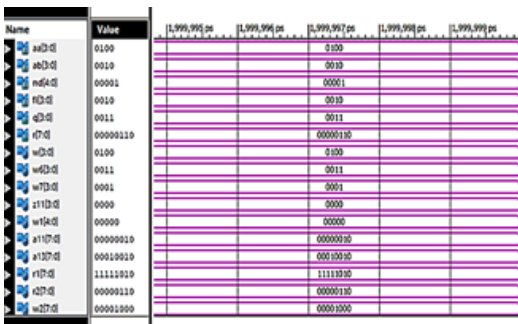 Name Value 1,999,995 ps 1,999,996 ps 1,999,997 ps 1,999,998 ps 1,999,999 ps
aa[3:0] 0100 0100
ab[3:0] 0010 0010
nd[4:0] 00001 00001
fl[3:0] 0010 0010
q[3:0] 0011 0011
r[7:0] 00000110 00000110
w[3:0] 0100 0100
w6[3:0] 0011 0011
w7[3:0] 0001 0001
z11[3:0] 0000 0000
w1[4:0] 00000 00000
a11[7:0] 00000010 00000010
a13[7:0] 00010010 00010010
r1[7:0] 11111010 11111010
r2[7:0] 00000110 00000110
w2[7:0] 00001000 00001000